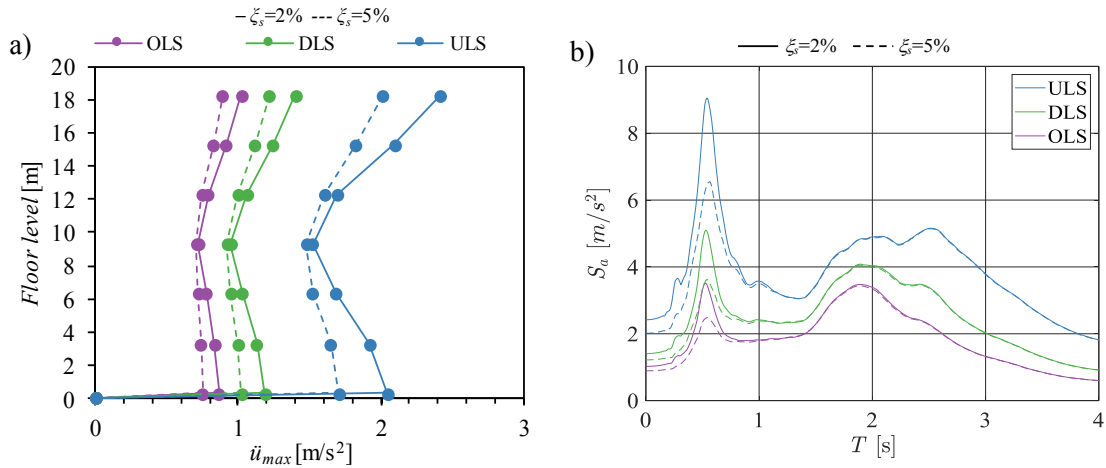 a)
ξₛ=2% ξₛ=5%
OLS DLS ULS
20
18
16
14
12
10
8
6
4
2
0
Floor level [m]
0 1 2 3
ü_max [m/s²]
b)
ξₛ=2% ξₛ=5%
ULS
DLS
OLS
10
8
6
4
2
0
Sₐ [m/s²]
0 1 2 3 4
T [s]